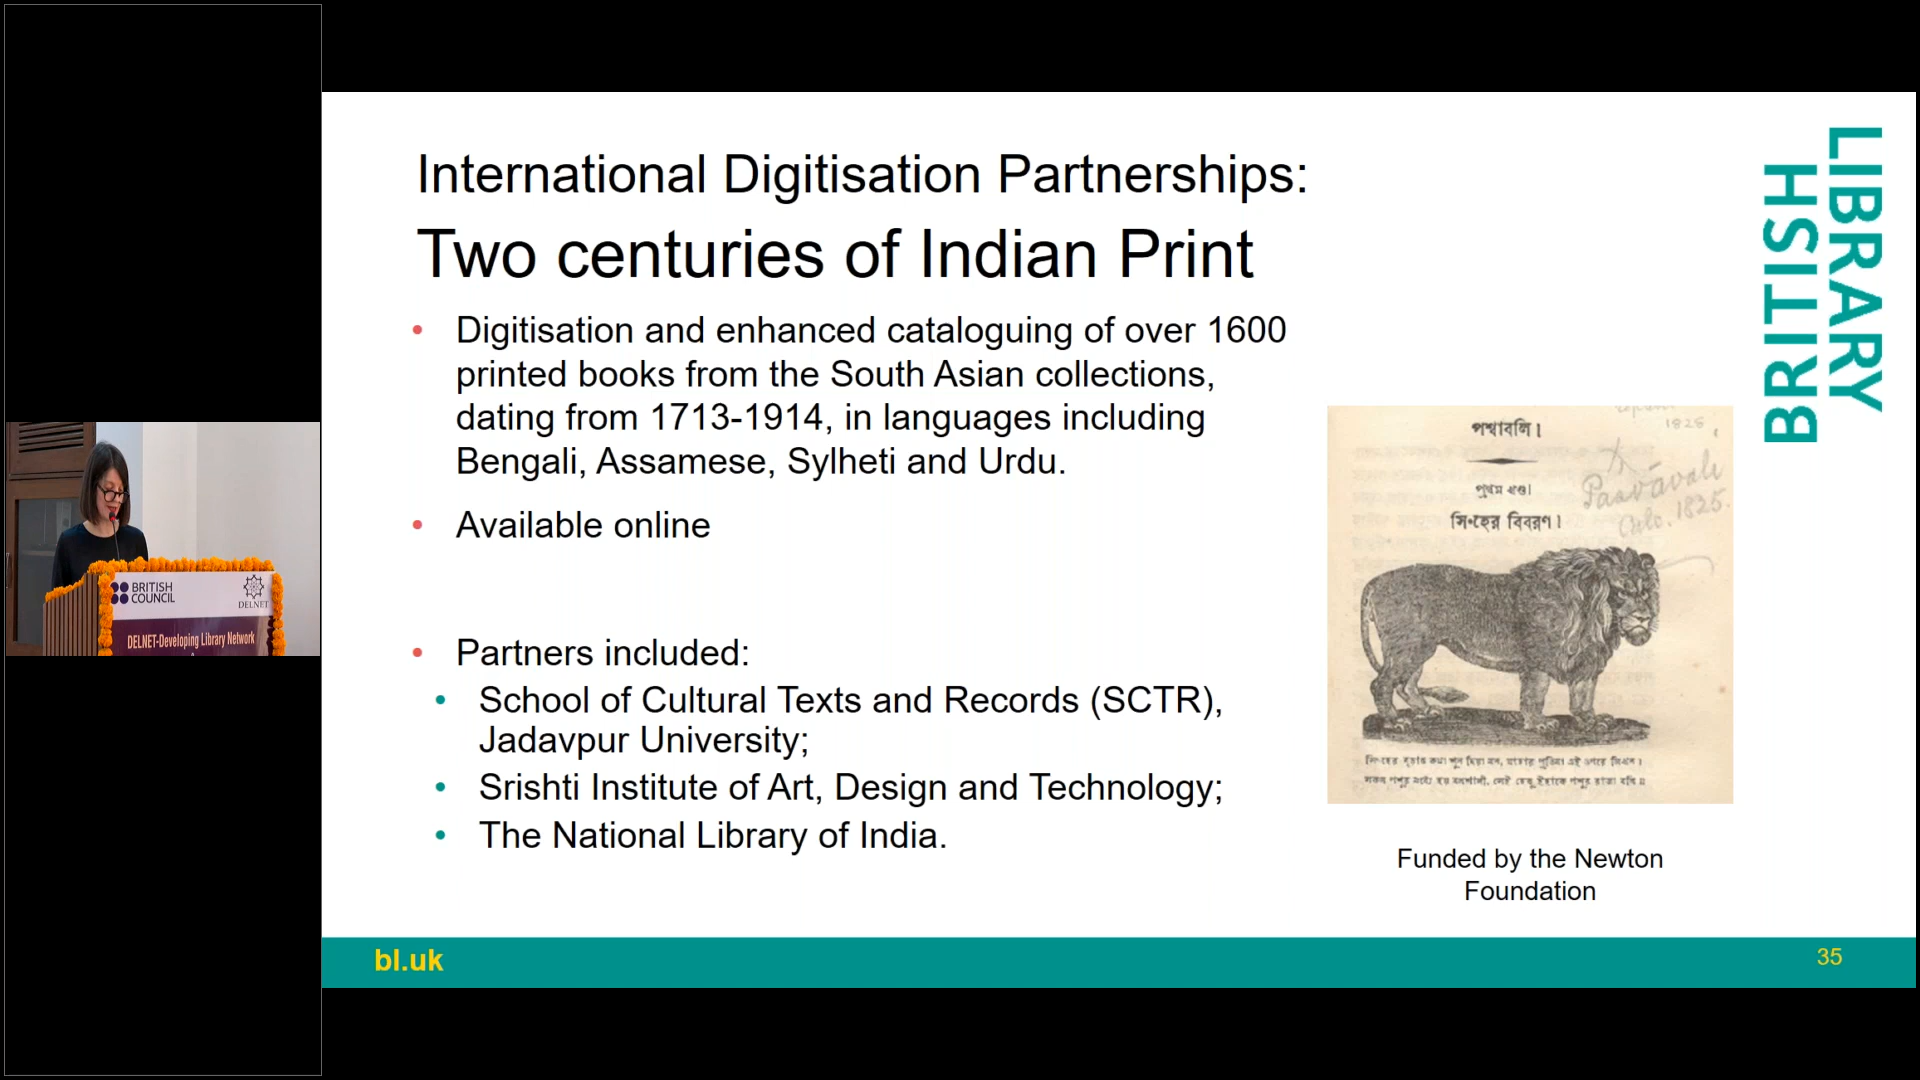 International Digitisation Partnerships:
Two centuries of Indian Print
• Digitisation and enhanced cataloguing of over 1600
printed books from the South Asian collections,
dating from 1713-1914, in languages including
Bengali, Assamese, Sylheti and Urdu.
• Available online
• Partners included:
• School of Cultural Texts and Records (SCTR),
Jadavpur University;
• Srishti Institute of Art, Design and Technology;
• The National Library of India.
BRITISH
LIBRARY
1825
পশ্বাবলি।
Pasvavali
Calc. 1825.
প্রথম খণ্ড।
সিংহের বিবরণ।
Funded by the Newton
Foundation
bl.uk
35
BRITISH
COUNCIL
DELNET
DELNET-Developing Library Network